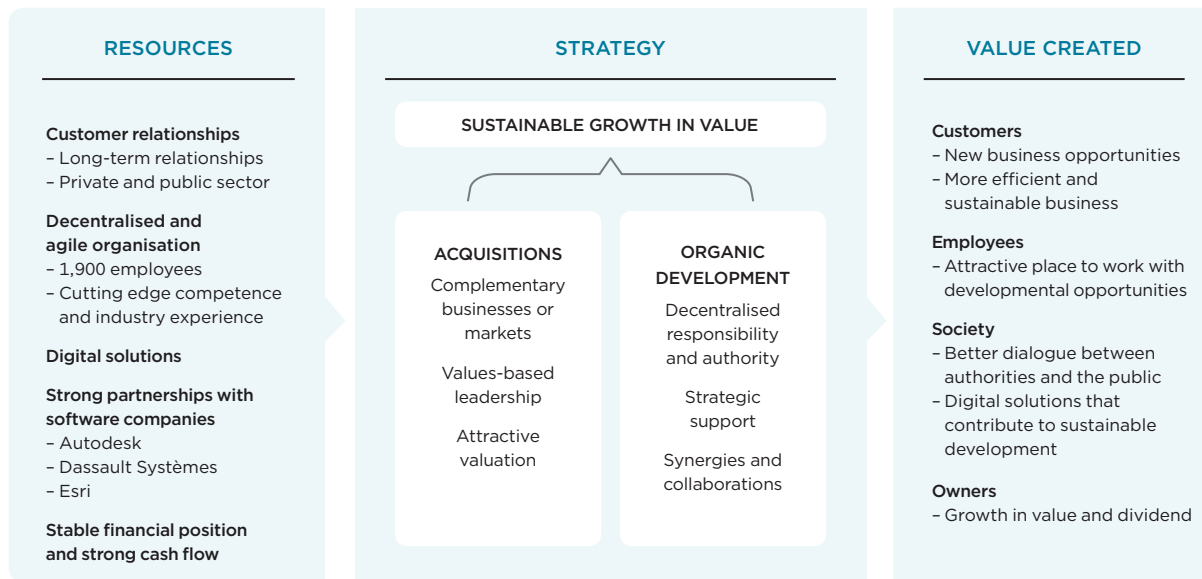 RESOURCES
Customer relationships
– Long-term relationships
– Private and public sector
Decentralised and
agile organisation
– 1,900 employees
– Cutting edge competence
and industry experience
Digital solutions
Strong partnerships with
software companies
– Autodesk
– Dassault Systèmes
– Esri
Stable financial position
and strong cash flow
STRATEGY
SUSTAINABLE GROWTH IN VALUE
ACQUISITIONS
Complementary
businesses or
markets
Values-based
leadership
Attractive
valuation
ORGANIC
DEVELOPMENT
Decentralised
responsibility
and authority
Strategic
support
Synergies and
collaborations
VALUE CREATED
Customers
– New business opportunities
– More efficient and
sustainable business
Employees
– Attractive place to work with
developmental opportunities
Society
– Better dialogue between
authorities and the public
– Digital solutions that
contribute to sustainable
development
Owners
– Growth in value and dividend